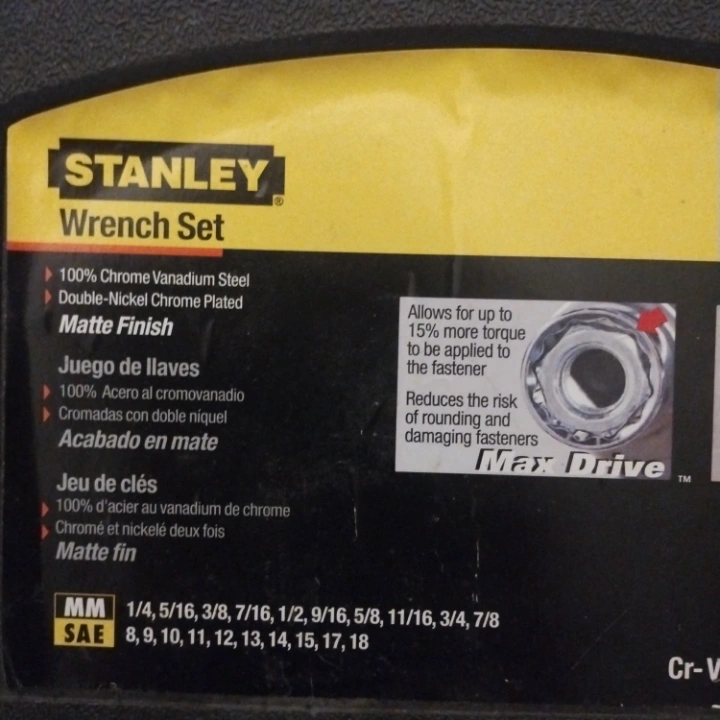 STANLEY®
Wrench Set
100% Chrome Vanadium Steel
Double-Nickel Chrome Plated
Matte Finish
Juego de llaves
100% Acero al cromovanadio
Cromadas con doble níquel
Acabado en mate
Jeu de clés
100% d'acier au vanadium de chrome
Chromé et nickelé deux fois
Matte fin
MM 1/4, 5/16, 3/8, 7/16, 1/2, 9/16, 5/8, 11/16, 3/4, 7/8
SAE 8, 9, 10, 11, 12, 13, 14, 15, 17, 18
Allows for up to
15% more torque
to be applied to
the fastener
Reduces the risk
of rounding and
damaging fasteners
Max Drive™
Cr-V